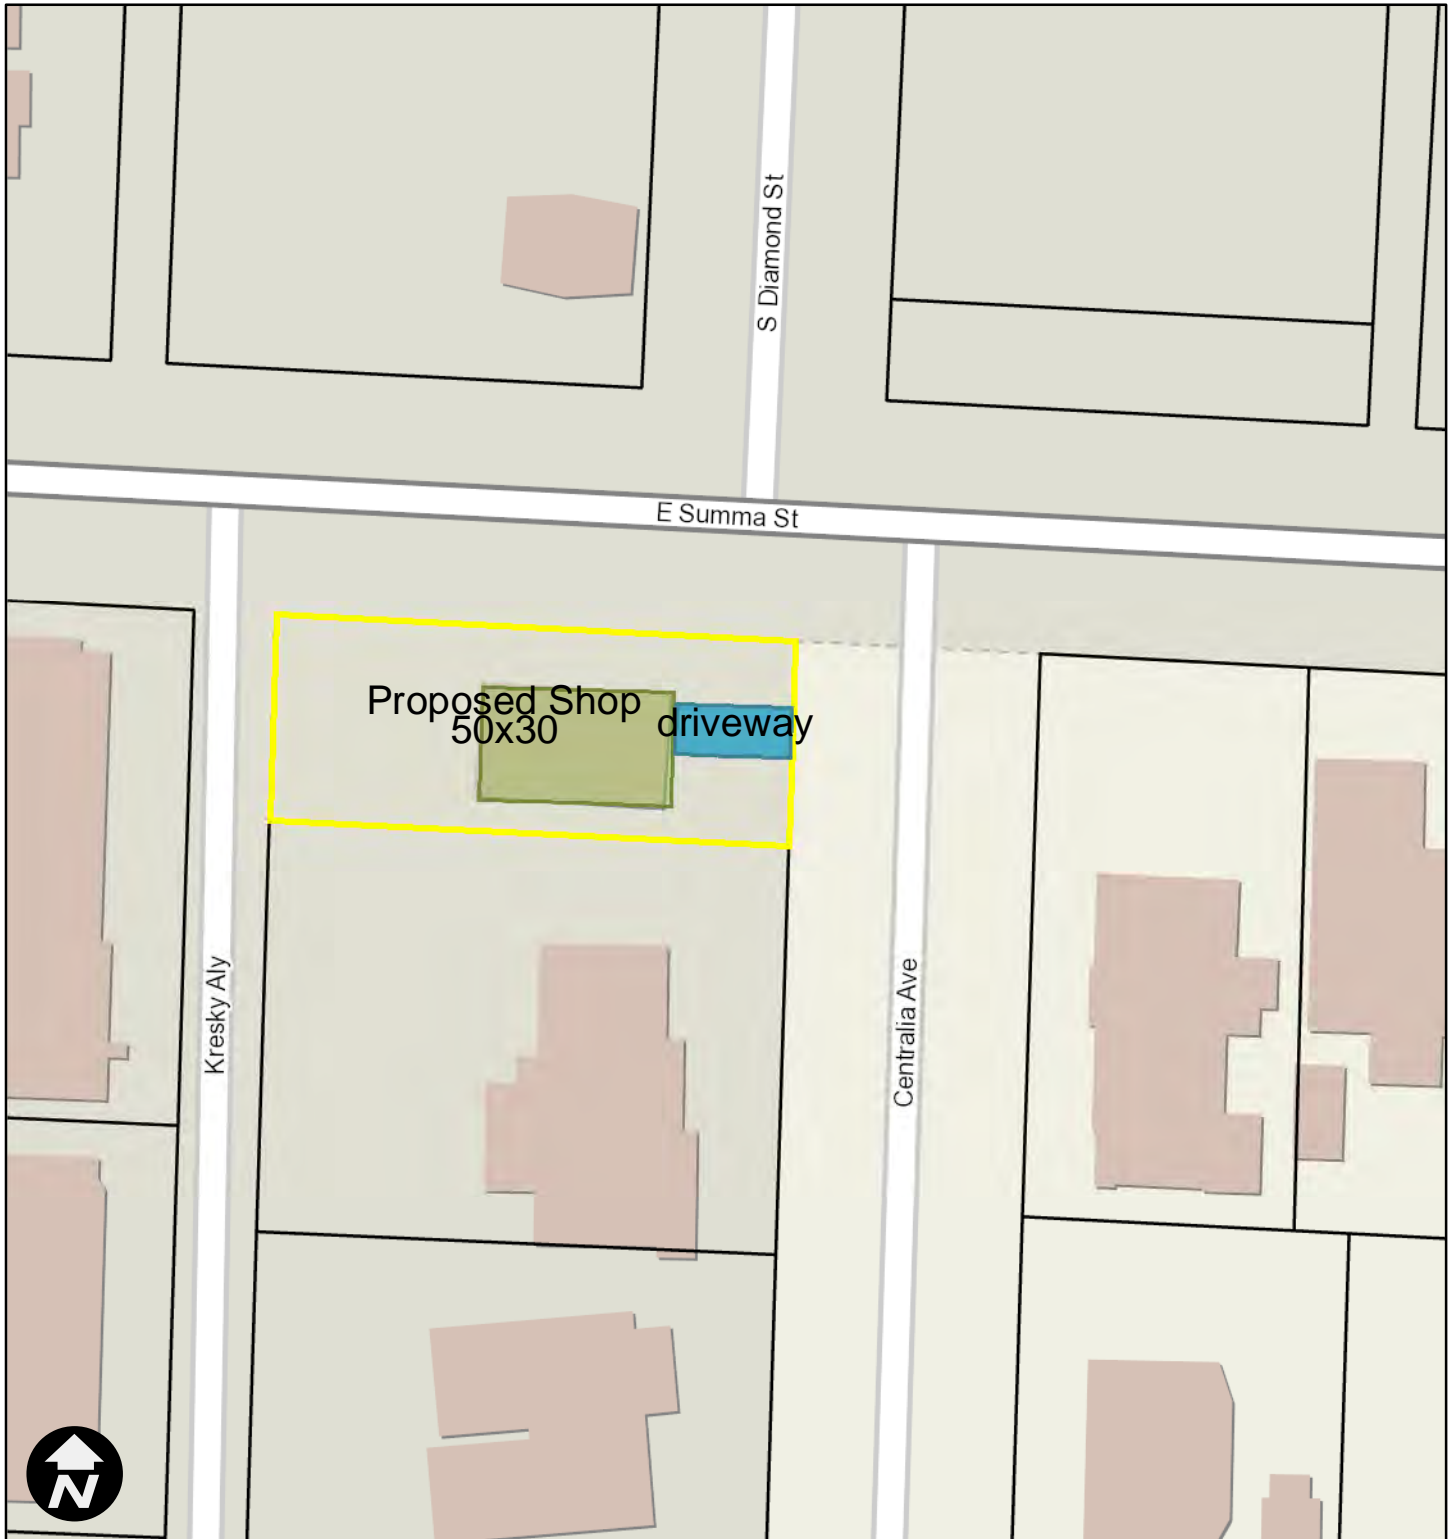 S Diamond St
E Summa St
Proposed Shop
50x30
driveway
Kresky Aly
Centralia Ave
N